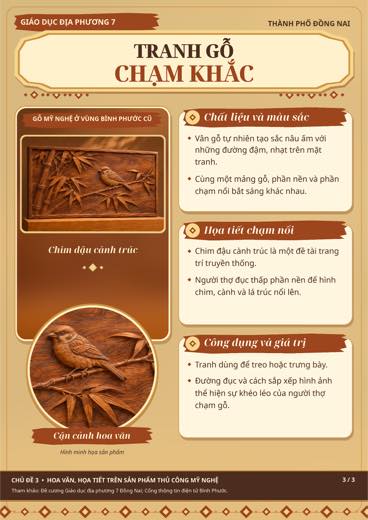 GIÁO DỤC ĐỊA PHƯƠNG 7
THÀNH PHỐ ĐỒNG NAI
TRANH GỖ
CHẠM KHẮC
GỖ MỸ NGHỆ Ở VÙNG BÌNH PHƯỚC CŨ
Chim đậu cành trúc
Cận cảnh hoa văn
Hình minh họa sản phẩm
Chất liệu và màu sắc
Vân gỗ tự nhiên tạo sắc nâu ấm với
những đường đậm, nhạt trên mặt
tranh.
Cùng một mảng gỗ, phần nền và phần
chạm nổi bắt sáng khác nhau.
Họa tiết chạm nổi
Chim đậu cành trúc là một đề tài trang
trí truyền thống.
Người thợ đục thấp phần nền để hình
chim, cành và lá trúc nổi lên.
Công dụng và giá trị
Tranh dùng để treo hoặc trưng bày.
Đường đục và cách sắp xếp hình ảnh
thể hiện sự khéo léo của người thợ
chạm gỗ.
CHỦ ĐỀ 3 • HOA VĂN, HỌA TIẾT TRÊN SẢN PHẨM THỦ CÔNG MỸ NGHỆ
3 / 3
Tham khảo: Đề cương Giáo dục địa phương 7 Đồng Nai; Cổng thông tin điện tử Bình Phước.